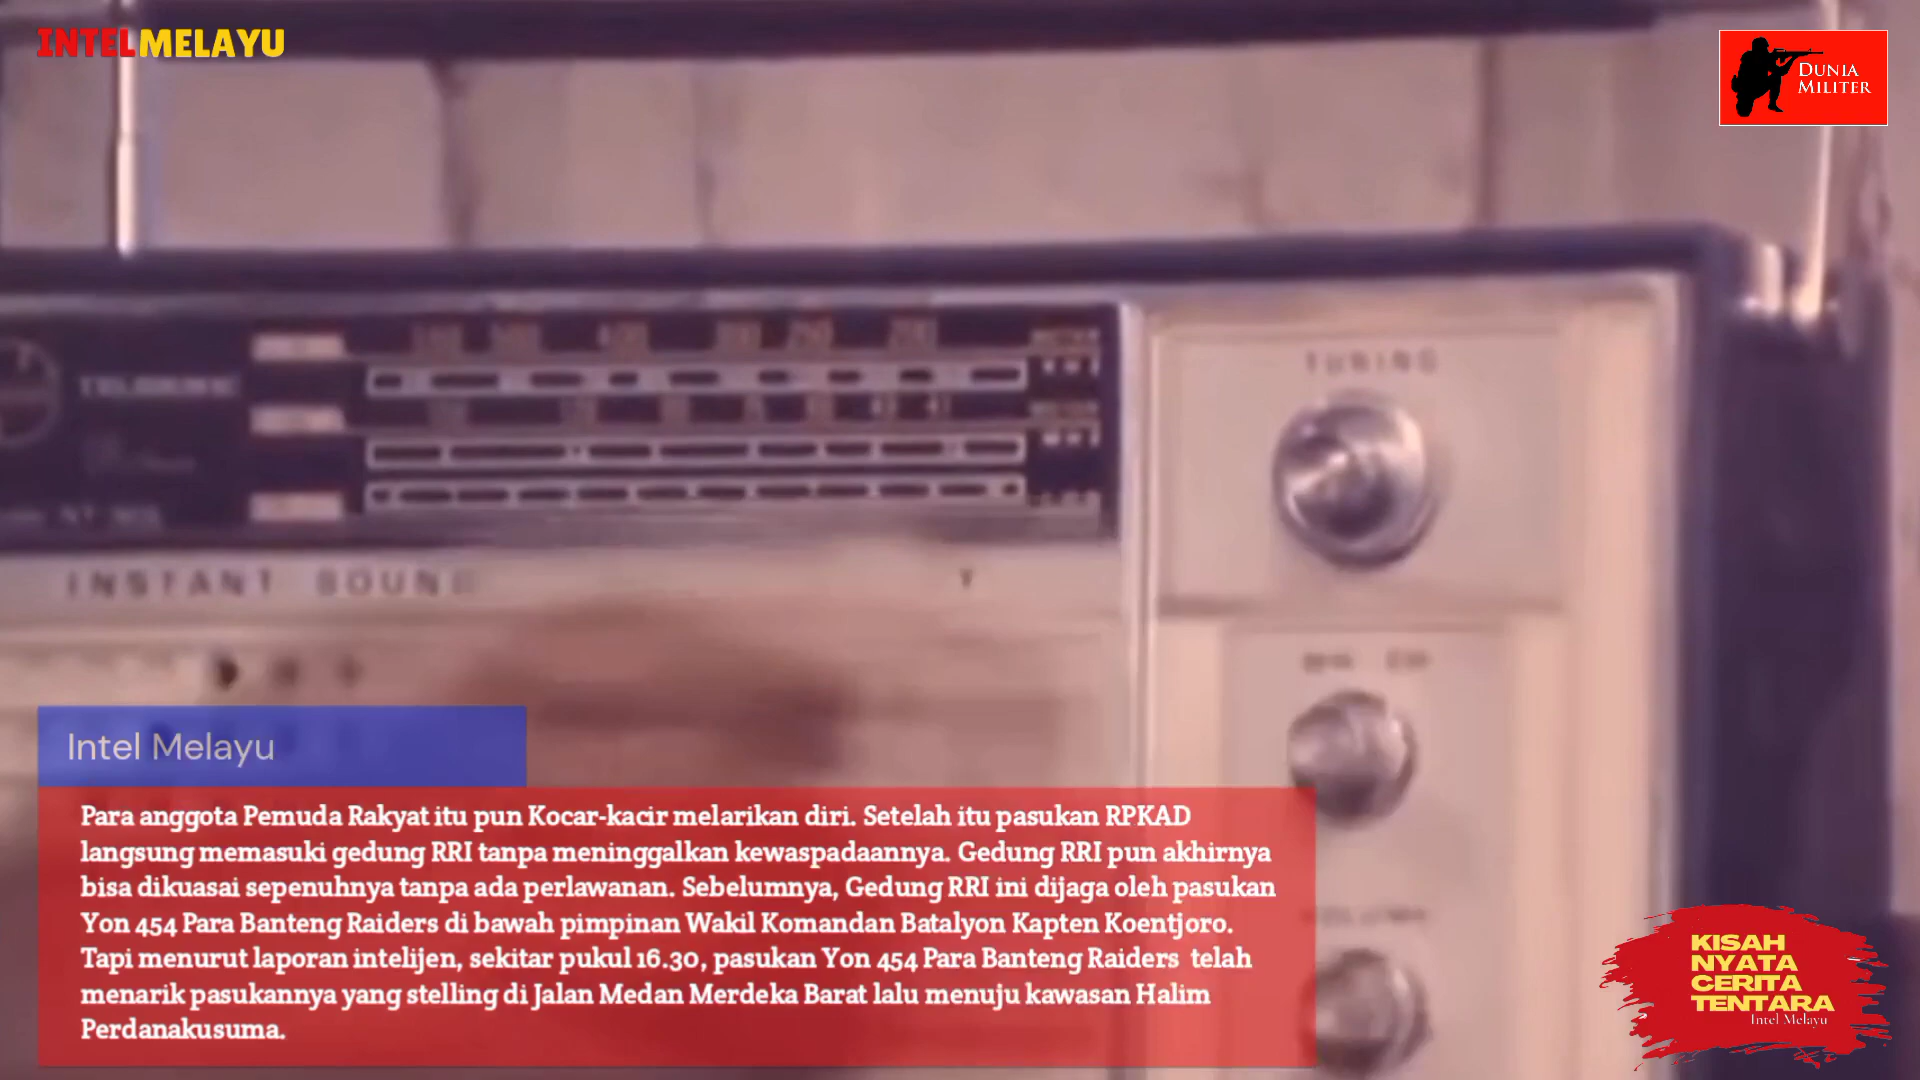 INTELMELAYU
DUNIA
MILITER
TUNING
INSTANT SOUND
Intel Melayu
Para anggota Pemuda Rakyat itu pun Kocar-kacir melarikan diri. Setelah itu pasukan RPKAD
langsung memasuki gedung RRI tanpa meninggalkan kewaspadaannya. Gedung RRI pun akhirnya
bisa dikuasai sepenuhnya tanpa ada perlawanan. Sebelumnya, Gedung RRI ini dijaga oleh pasukan
Yon 454 Para Banteng Raiders di bawah pimpinan Wakil Komandan Batalyon Kapten Koentjoro.
Tapi menurut laporan intelijen, sekitar pukul 16.30, pasukan Yon 454 Para Banteng Raiders telah
menarik pasukannya yang stelling di Jalan Medan Merdeka Barat lalu menuju kawasan Halim
Perdanakusuma.
KISAH
NYATA
CERITA
TENTARA
Intel Melayu